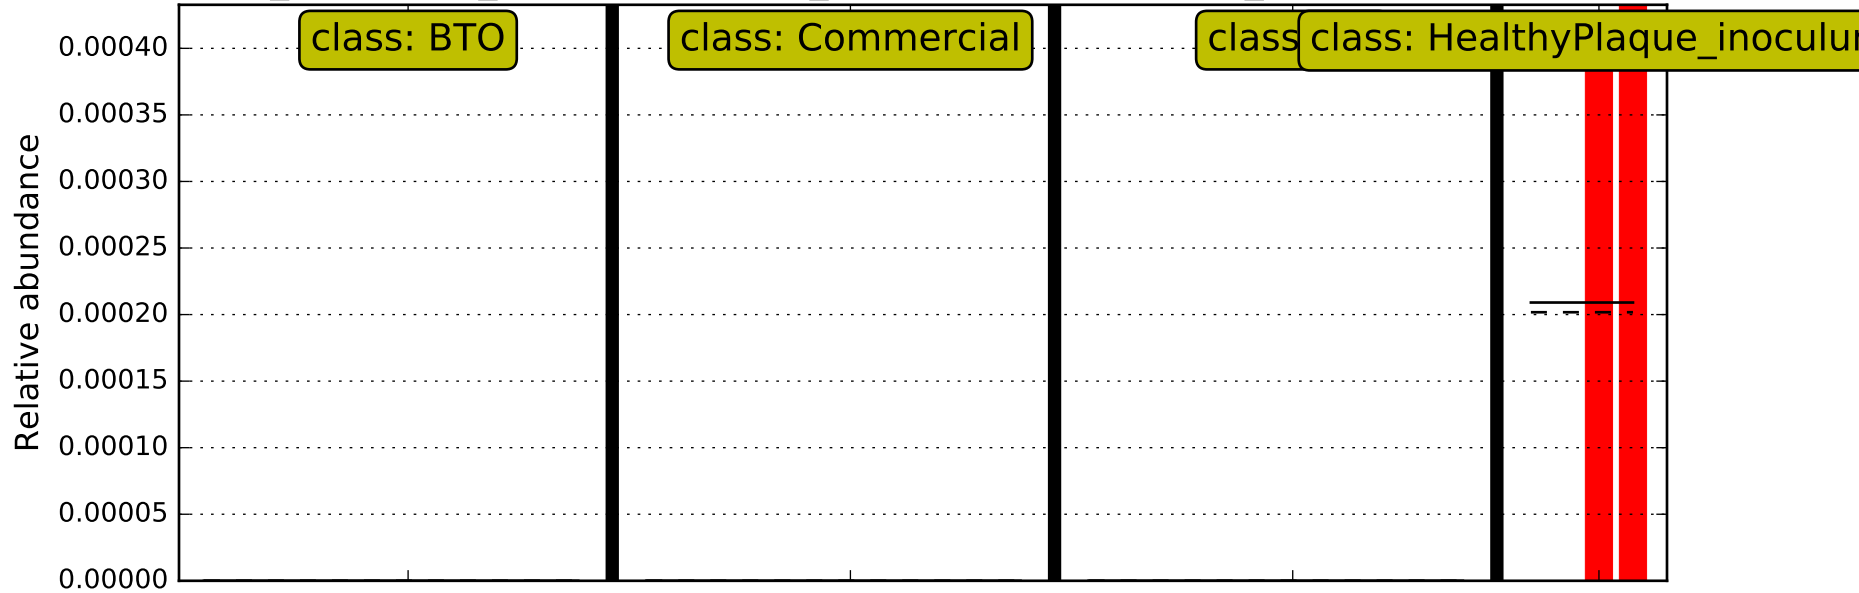 class: BTO
class: Commercial
class
class: HealthyPlaque_inoculu
Relative abundance
0.00040
0.00035
0.00030
0.00025
0.00020
0.00015
0.00010
0.00005
0.00000